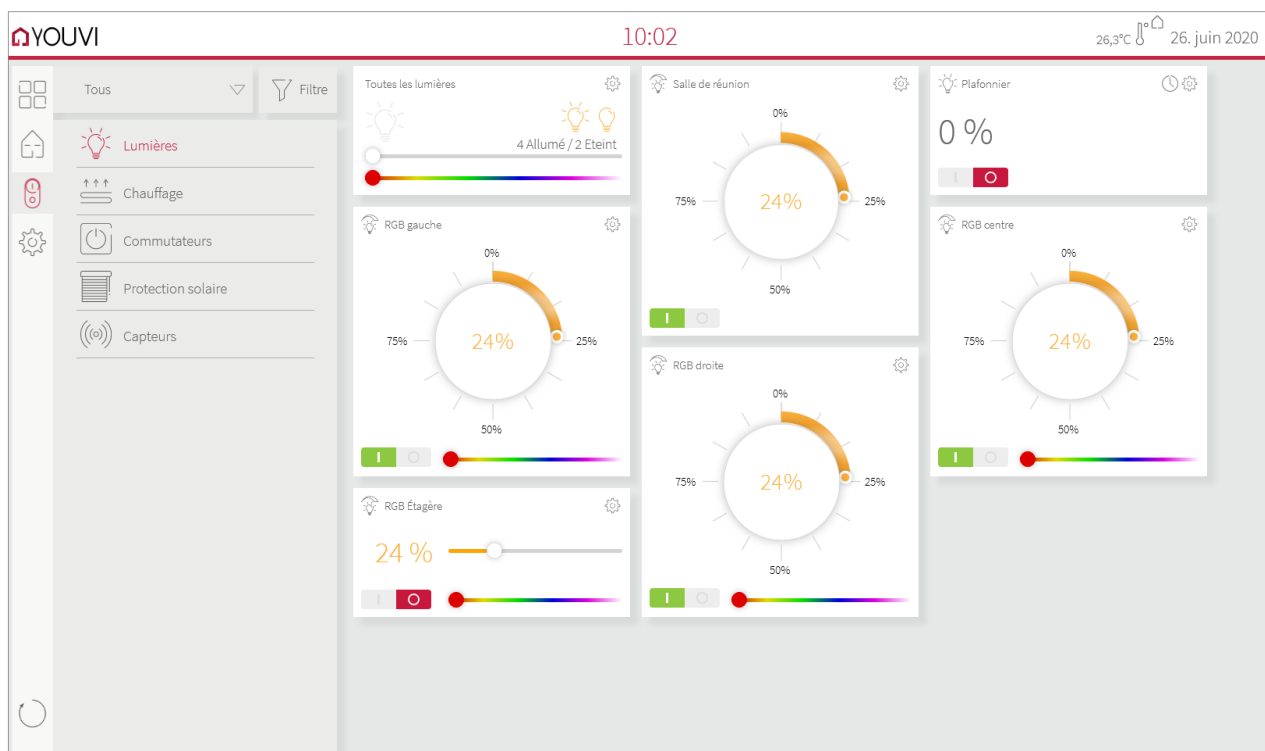 YOUVI
10:02
26,3°C
26. juin 2020
Tous
Filtre
Lumières
Chauffage
Commutateurs
Protection solaire
Capteurs
Toutes les lumières
4 Allumé / 2 Eteint
RGB gauche
0%
75%
24%
25%
50%
RGB Étagère
24 %
Salle de réunion
0%
75%
24%
25%
50%
RGB droite
0%
75%
24%
25%
50%
Plafonnier
0 %
RGB centre
0%
75%
24%
25%
50%